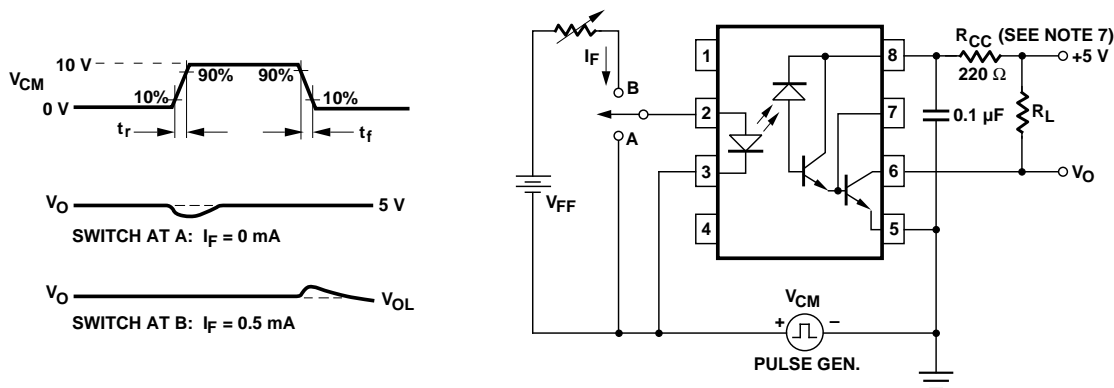 10 V
V_CM
90%
90%
10%
10%
0 V
t_r
t_f
V_O
5 V
SWITCH AT A: I_F = 0 mA
V_O
V_OL
SWITCH AT B: I_F = 0.5 mA
I_F
B
A
V_FF
1
2
3
4
8
7
6
5
R_CC (SEE NOTE 7)
220 Ω
+5 V
0.1 µF
R_L
V_O
V_CM
+
–
PULSE GEN.